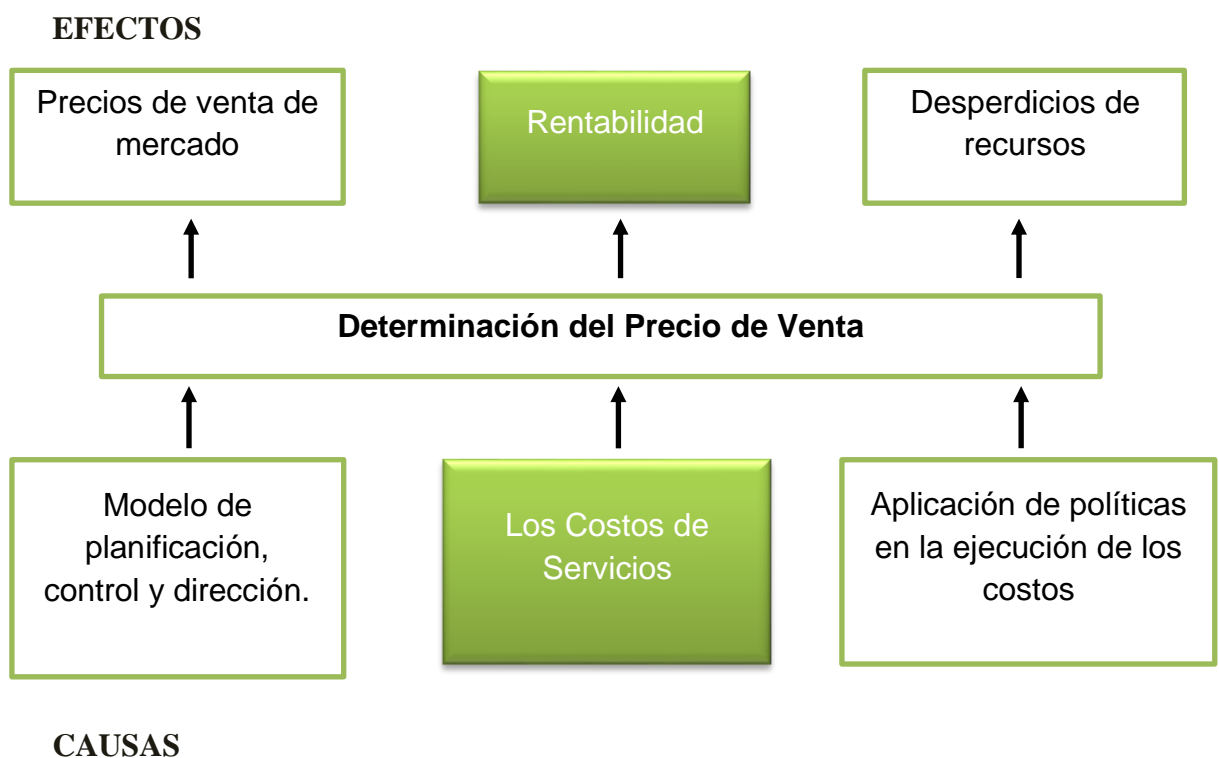 EFECTOS
Precios de venta de
mercado
Rentabilidad
Desperdicios de
recursos
Determinación del Precio de Venta
Modelo de
planificación,
control y dirección.
Los Costos de
Servicios
Aplicación de políticas
en la ejecución de los
costos
CAUSAS